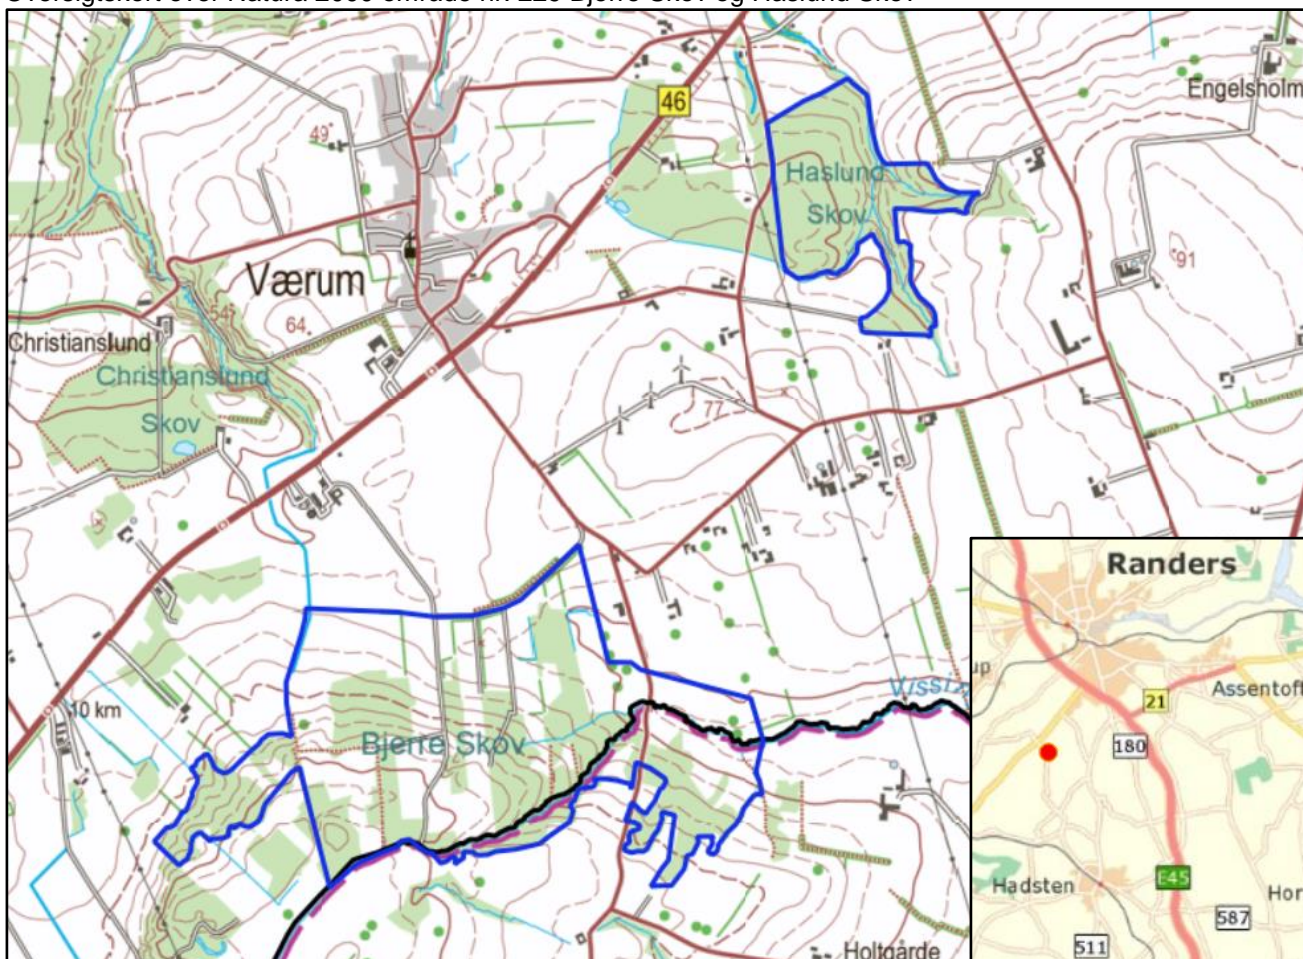 46
Engelsholm
49
Haslund
Skov
91
Værum
54
64
Christianslund
Christianslund
Skov
77
Randers
21
Assentoft
180
10 km
Bjerre Skov
E45
Hadsten
587
511
Holtgårde